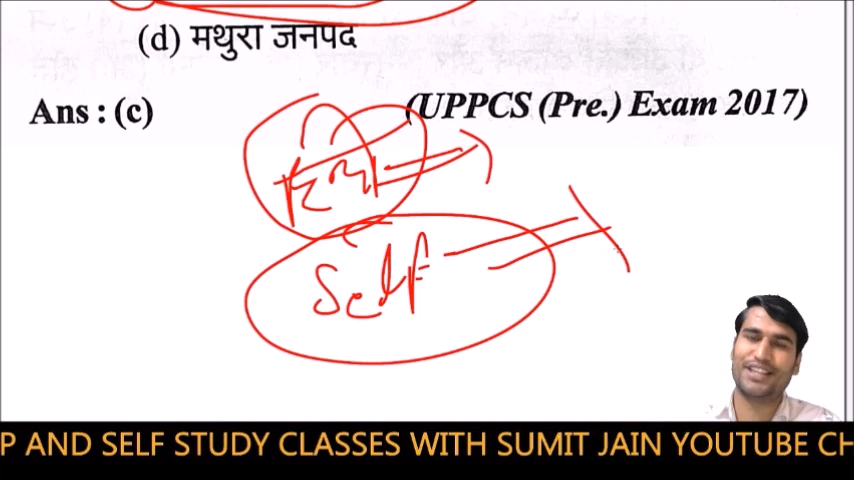 (d) मथुरा जनपद
Ans : (c)
(UPPCS (Pre.) Exam 2017)
Self
P AND SELF STUDY CLASSES WITH SUMIT JAIN YOUTUBE CH